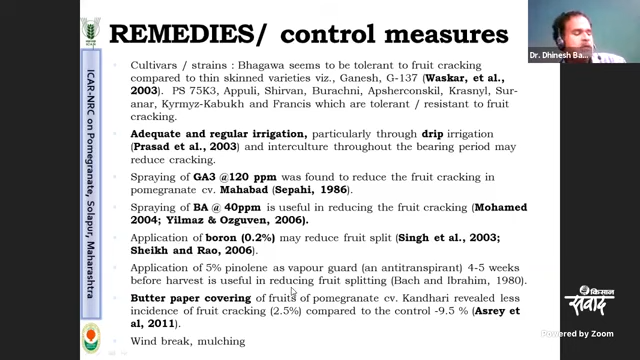 REMEDIES/ control measures
Cultivars / strains : Bhagawa seems to be tolerant to fruit cracking
compared to thin skinned varieties viz., Ganesh, G-137 (Waskar, et al.,
2003). PS 75K3, Appuli, Shirvan, Burachni, Apsherconskil, Krasnyl, Sur-
anar, Kyrmyz-Kabukh and Francis which are tolerant / resistant to fruit
cracking.
Adequate and regular irrigation, particularly through drip irrigation
(Prasad et al., 2003) and interculture throughout the bearing period may
reduce cracking.
Spraying of GA3 @120 ppm was found to reduce the fruit cracking in
pomegranate cv. Mahabad (Sepahi, 1986).
Spraying of BA @ 40ppm is useful in reducing the fruit cracking (Mohamed
2004; Yilmaz & Ozguven, 2006).
Application of boron (0.2%) may reduce fruit split (Singh et al., 2003;
Sheikh and Rao, 2006).
Application of 5% pinolene as vapour guard (an antitranspirant) 4-5 weeks
before harvest is useful in reducing fruit splitting (Bach and Ibrahim, 1980).
Butter paper covering of fruits of pomegranate cv. Kandhari revealed less
incidence of fruit cracking (2.5%) compared to the control -9.5 % (Asrey et
al, 2011).
Wind break, mulching
ICAR-NRC on Pomegranate, Solapur, Maharashtra
Dr. Dhinesh Ba...
किसान
संवाद
Powered by Zoom